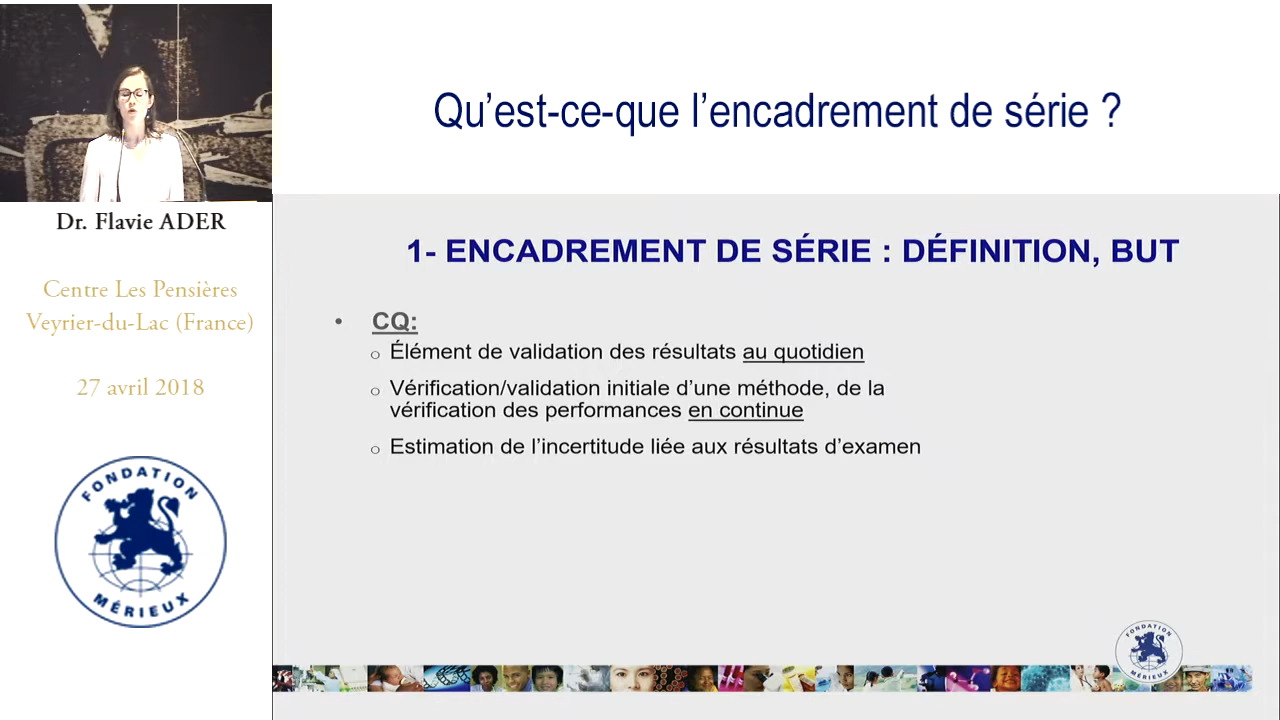 Qu’est-ce-que l’encadrement de série ?
Dr. Flavie ADER
Centre Les Pensières
Veyrier-du-Lac (France)
27 avril 2018
FONDATION
MÉRIEUX
1- ENCADREMENT DE SÉRIE : DÉFINITION, BUT
• CQ:
o Élément de validation des résultats au quotidien
o Vérification/validation initiale d’une méthode, de la
vérification des performances en continue
o Estimation de l’incertitude liée aux résultats d’examen
FONDATION
MÉRIEUX